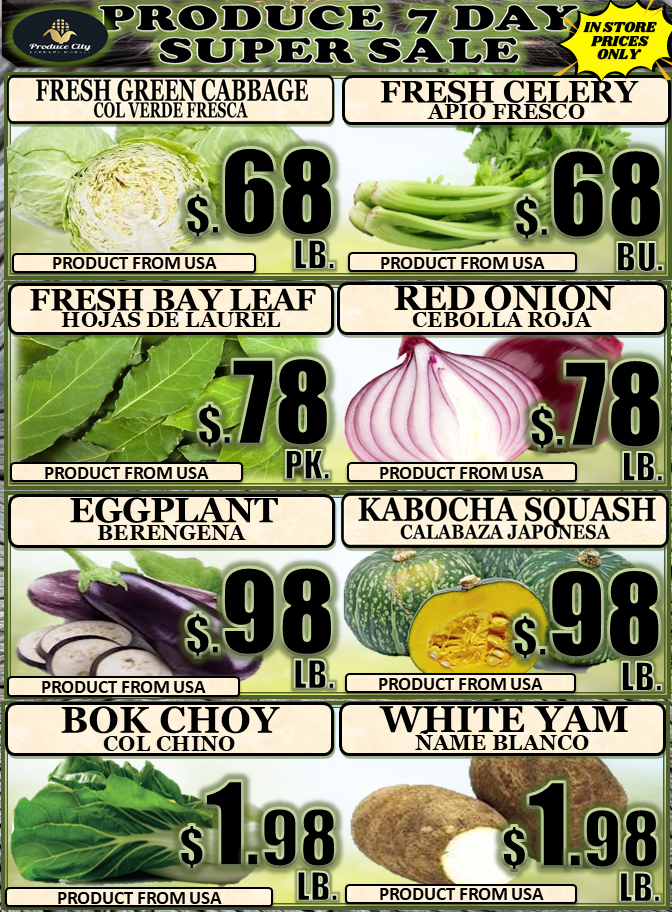 PRODUCE 7 DAY
SUPER SALE
Produce City
IN STORE
PRICES
ONLY
FRESH GREEN CABBAGE
COL VERDE FRESCA
$.68
LB.
PRODUCT FROM USA
FRESH CELERY
APIO FRESCO
$.68
BU.
PRODUCT FROM USA
FRESH BAY LEAF
HOJAS DE LAUREL
$.78
PK.
PRODUCT FROM USA
RED ONION
CEBOLLA ROJA
$.78
LB.
PRODUCT FROM USA
EGGPLANT
BERENGENA
$.98
LB.
PRODUCT FROM USA
KABOCHA SQUASH
CALABAZA JAPONESA
$.98
LB.
PRODUCT FROM USA
BOK CHOY
COL CHINO
$1.98
LB.
PRODUCT FROM USA
WHITE YAM
ÑAME BLANCO
$1.98
LB.
PRODUCT FROM USA